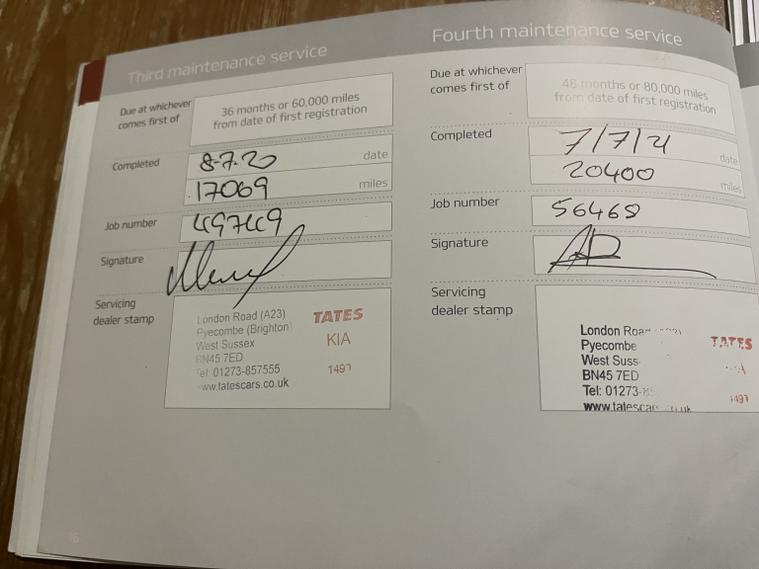 Third maintenance service
Due at whichever
comes first of
36 months or 60,000 miles
from date of first registration
Completed
8-7-20
date
17069
miles
Job number
497449
Signature
Servicing
dealer stamp
London Road (A23)
Pyecombe (Brighton)
West Sussex
BN45 7ED
Tel: 01273-857555
www.tatescars.co.uk
TATES
KIA
1497
Fourth maintenance service
Due at whichever
comes first of
48 months or 80,000 miles
from date of first registration
Completed
7/7/21
date
20400
miles
Job number
56468
Signature
Servicing
dealer stamp
London
Pyecombe
West
BN45 7ED
Tel: 01273-
TATES
1497
16